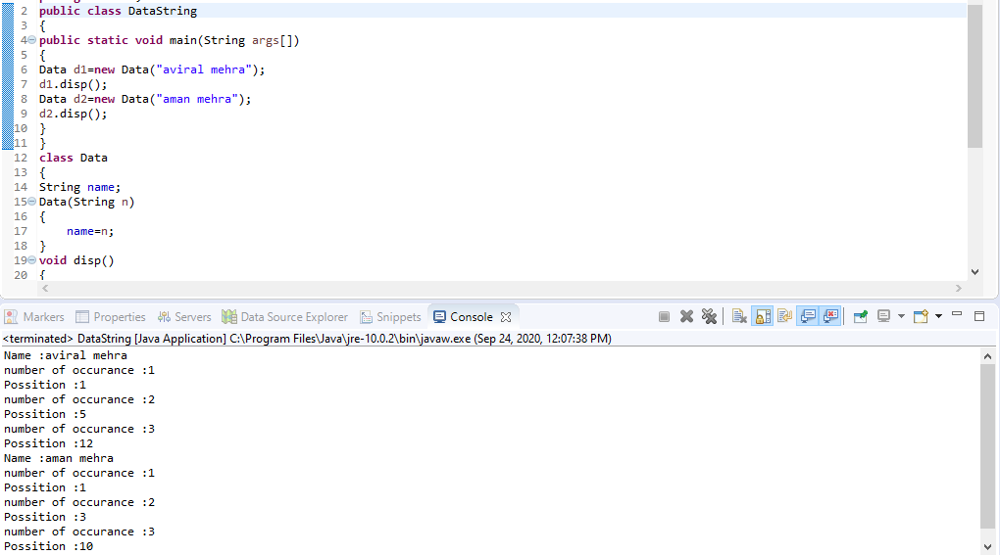 2 public class DataString
3 {
4 public static void main(String args[])
5 {
6 Data d1=new Data("aviral mehra");
7 d1.disp();
8 Data d2=new Data("aman mehra");
9 d2.disp();
10 }
11 }
12 class Data
13 {
14 String name;
15 Data(String n)
16 {
17 name=n;
18 }
19 void disp()
20 {
Markers Properties Servers Data Source Explorer Snippets Console
<terminated> DataString [Java Application] C:\Program Files\Java\jre-10.0.2\bin\javaw.exe (Sep 24, 2020, 12:07:38 PM)
Name :aviral mehra
number of occurance :1
Possition :1
number of occurance :2
Possition :5
number of occurance :3
Possition :12
Name :aman mehra
number of occurance :1
Possition :1
number of occurance :2
Possition :3
number of occurance :3
Possition :10